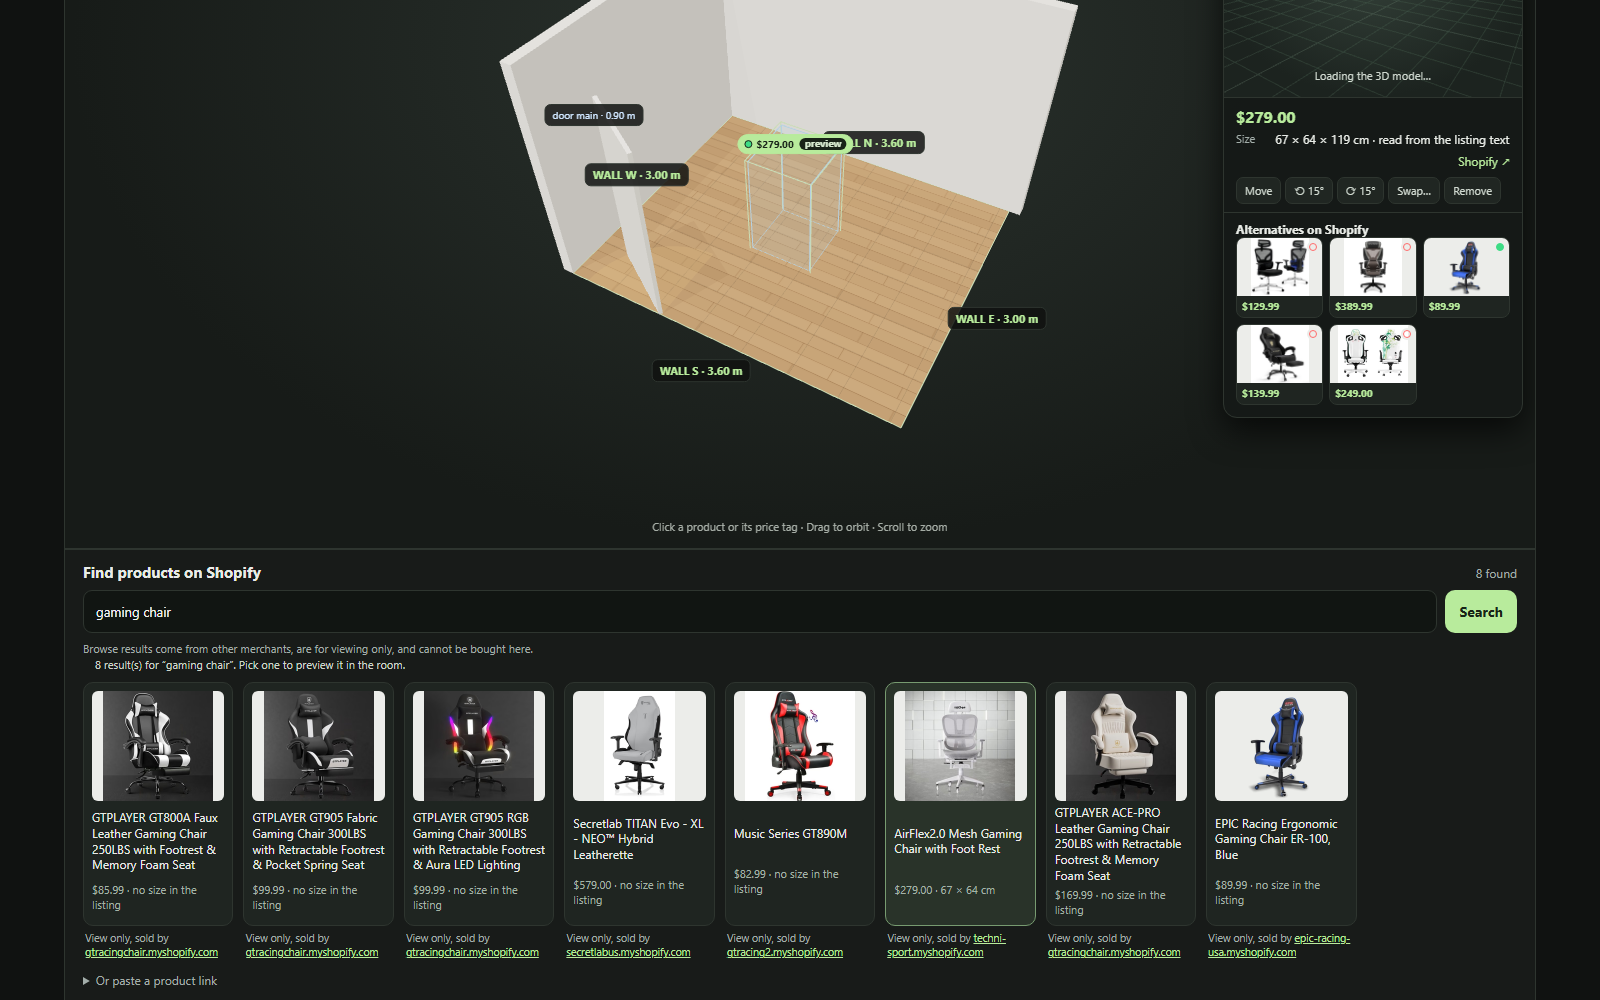 door main · 0.90 m
$279.00 preview
LL N · 3.60 m
WALL W · 3.00 m
WALL E · 3.00 m
WALL S · 3.60 m
Click a product or its price tag · Drag to orbit · Scroll to zoom
Loading the 3D model...
$279.00
Size 67 × 64 × 119 cm · read from the listing text
Shopify ↗
Move ⟲ 15° ⟳ 15° Swap... Remove
Alternatives on Shopify
$129.99 $389.99 $89.99
$139.99 $249.00
Find products on Shopify
8 found
gaming chair
Search
Browse results come from other merchants, are for viewing only, and cannot be bought here.
8 result(s) for “gaming chair”. Pick one to preview it in the room.
GTPLAYER GT800A Faux
Leather Gaming Chair
250LBS with Footrest &
Memory Foam Seat
$85.99 · no size in the
listing
View only, sold by
gtracingchair.myshopify.com
GTPLAYER GT905 Fabric
Gaming Chair 300LBS
with Retractable Footrest
& Pocket Spring Seat
$99.99 · no size in the
listing
View only, sold by
gtracingchair.myshopify.com
GTPLAYER GT905 RGB
Gaming Chair 300LBS
with Retractable Footrest
& Aura LED Lighting
$99.99 · no size in the
listing
View only, sold by
gtracingchair.myshopify.com
Secretlab TITAN Evo - XL
- NEO™ Hybrid
Leatherette
$579.00 · no size in the
listing
View only, sold by
secretlabus.myshopify.com
Music Series GT890M
$82.99 · no size in the
listing
View only, sold by
gtracing2.myshopify.com
AirFlex2.0 Mesh Gaming
Chair with Foot Rest
$279.00 · 67 × 64 cm
View only, sold by techni-
sport.myshopify.com
GTPLAYER ACE-PRO
Leather Gaming Chair
250LBS with Retractable
Footrest & Memory
Foam Seat
$169.99 · no size in the
listing
View only, sold by
gtracingchair.myshopify.com
EPIC Racing Ergonomic
Gaming Chair ER-100,
Blue
$89.99 · no size in the
listing
View only, sold by epic-racing-
usa.myshopify.com
▶ Or paste a product link